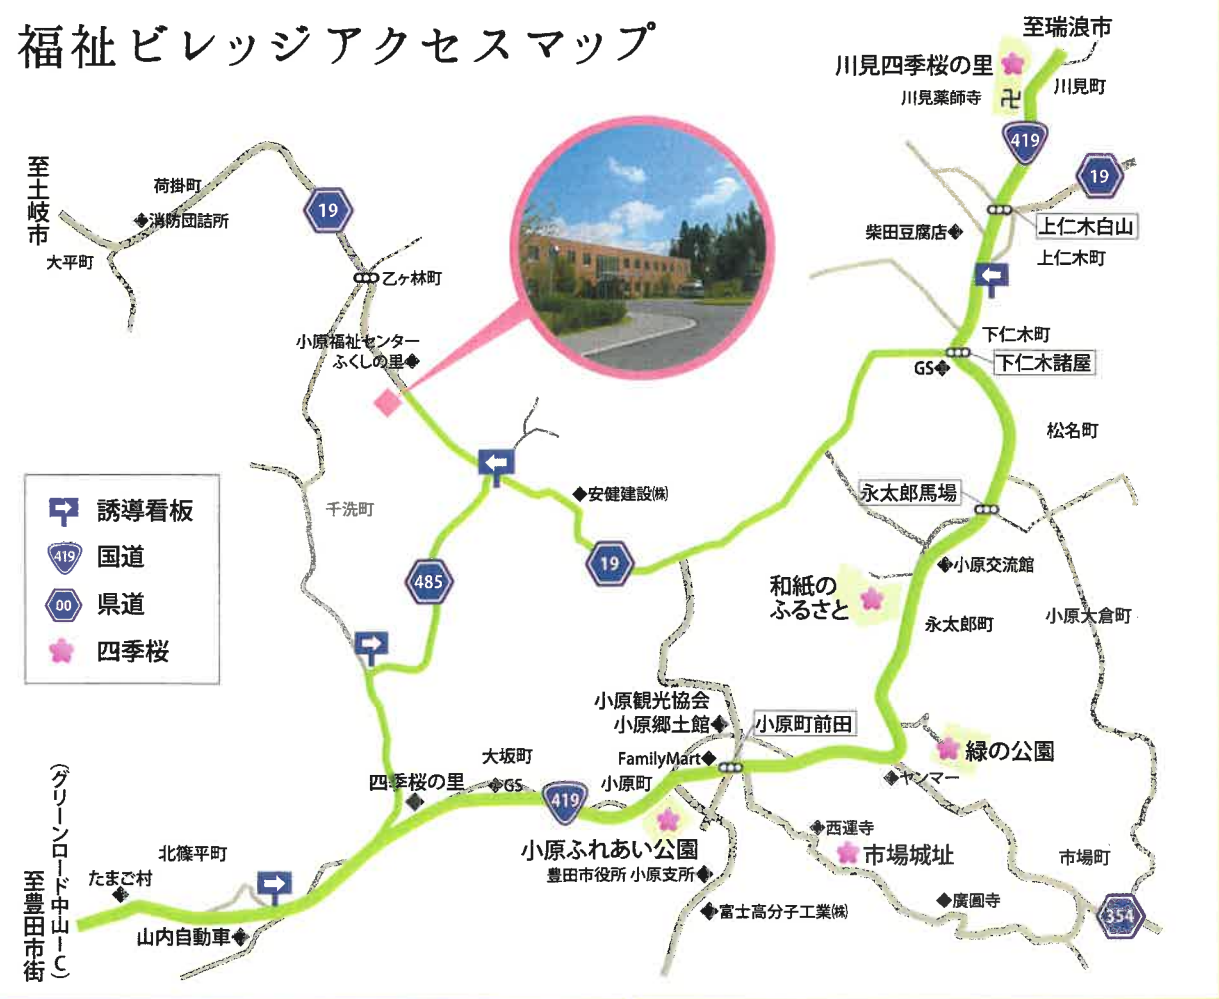 福祉ビレッジアクセスマップ
至瑞浪市
川見四季桜の里
川見町
川見薬師寺
卍
419
19
至土岐市
荷掛町
消防団詰所
大平町
19
乙ヶ林町
上仁木白山
柴田豆腐店
上仁木町
小原福祉センター
ふくしの里
下仁木町
下仁木諸屋
GS
松名町
誘導看板
419
国道
00
県道
四季桜
千洗町
安健建設㈱
永太郎馬場
485
19
小原交流館
和紙の
ふるさと
永太郎町
小原大倉町
小原観光協会
小原郷土館
小原町前田
FamilyMart
緑の公園
ヤンマー
大坂町
四季桜の里
GS
小原町
419
小原ふれあい公園
豊田市役所 小原支所
西運寺
市場城址
市場町
富士高分子工業㈱
廣圓寺
354
北篠平町
たまご村
山内自動車
(グリーンロード中山IC)
至豊田市街